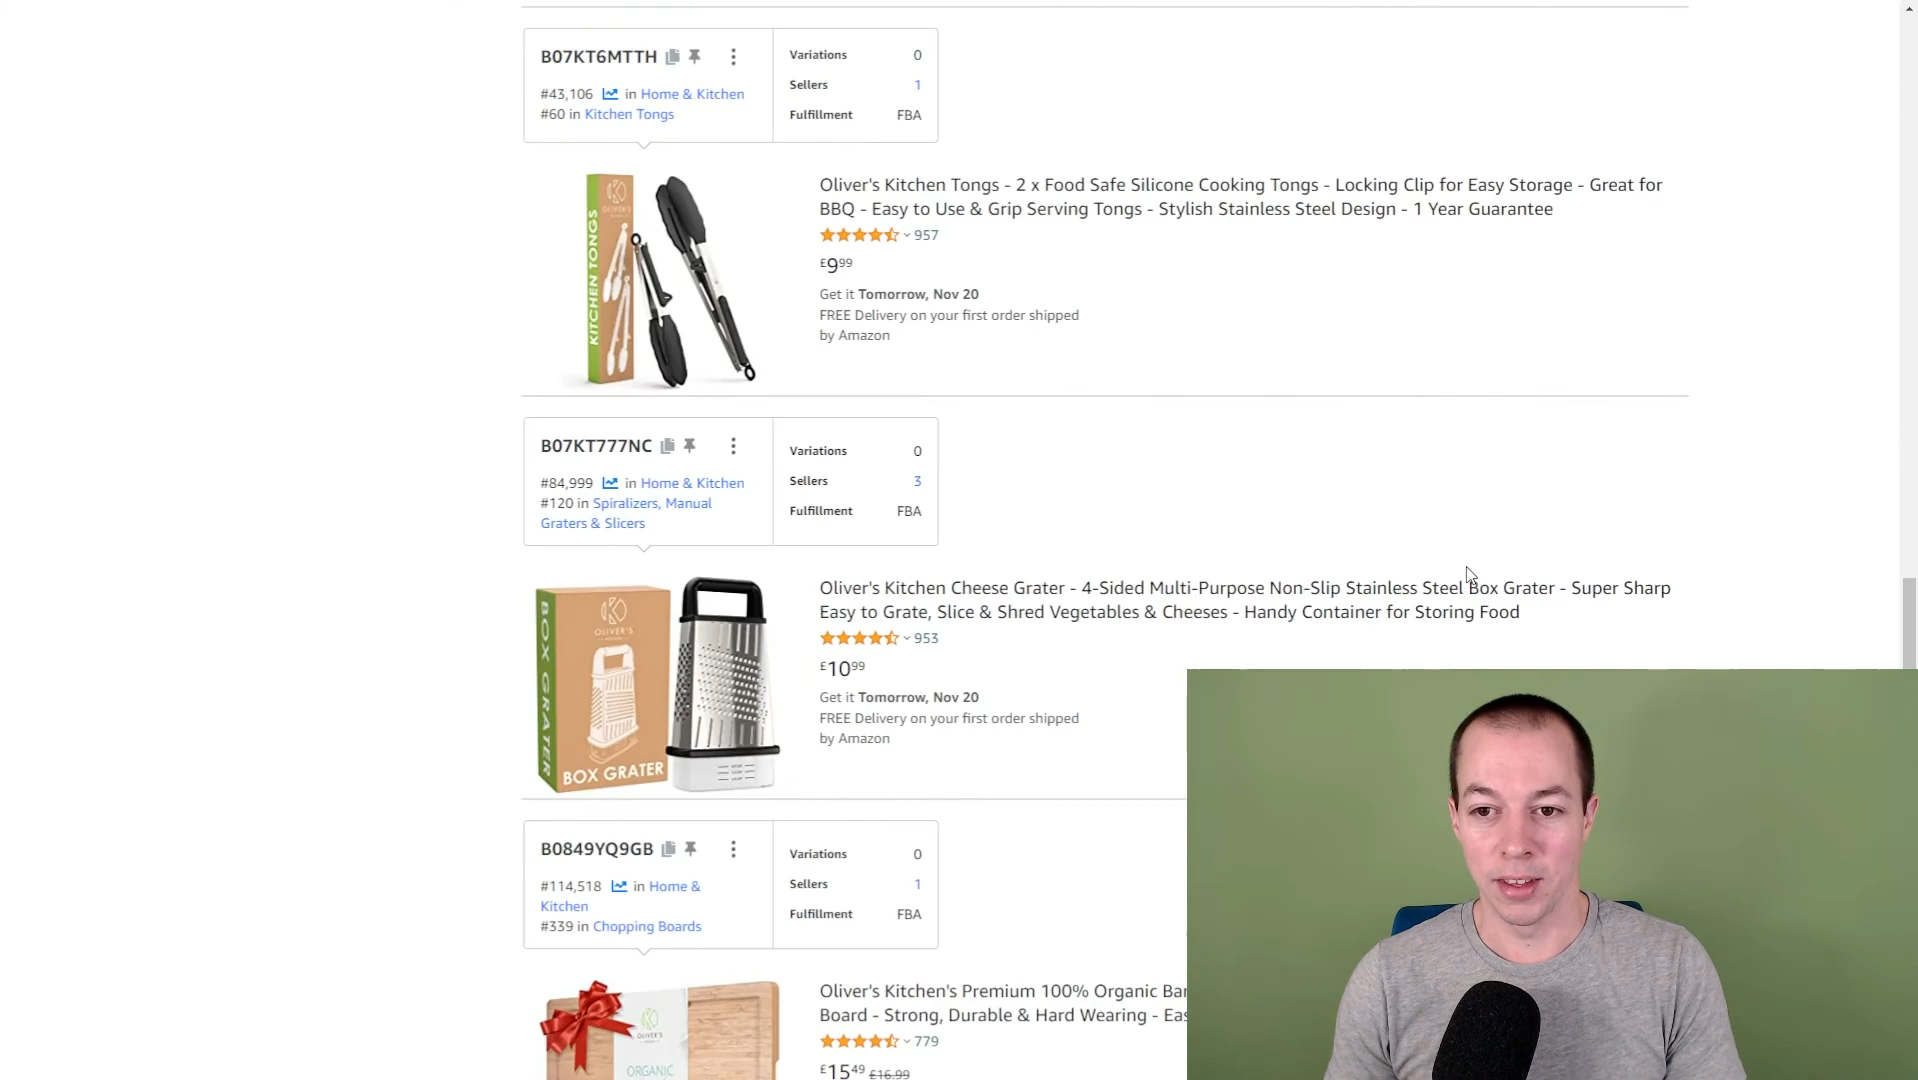 B07KT6MTTH
#43,106 in Home & Kitchen
#60 in Kitchen Tongs
Variations 0
Sellers 1
Fulfillment FBA
KITCHEN TONGS
OLIVER'S
Oliver's Kitchen Tongs - 2 x Food Safe Silicone Cooking Tongs - Locking Clip for Easy Storage - Great for
BBQ - Easy to Use & Grip Serving Tongs - Stylish Stainless Steel Design - 1 Year Guarantee
957
£9.99
Get it Tomorrow, Nov 20
FREE Delivery on your first order shipped
by Amazon
B07KT777NC
#84,999 in Home & Kitchen
#120 in Spiralizers, Manual
Graters & Slicers
Variations 0
Sellers 3
Fulfillment FBA
BOX GRATER
OLIVER'S
BOX GRATER
Oliver's Kitchen Cheese Grater - 4-Sided Multi-Purpose Non-Slip Stainless Steel Box Grater - Super Sharp
Easy to Grate, Slice & Shred Vegetables & Cheeses - Handy Container for Storing Food
953
£10.99
Get it Tomorrow, Nov 20
FREE Delivery on your first order shipped
by Amazon
B0849YQ9GB
#114,518 in Home &
Kitchen
#339 in Chopping Boards
Variations 0
Sellers 1
Fulfillment FBA
OLIVER'S
ORGANIC
Oliver's Kitchen's Premium 100% Organic Ba
Board - Strong, Durable & Hard Wearing - Eas
779
£15.49 £16.99